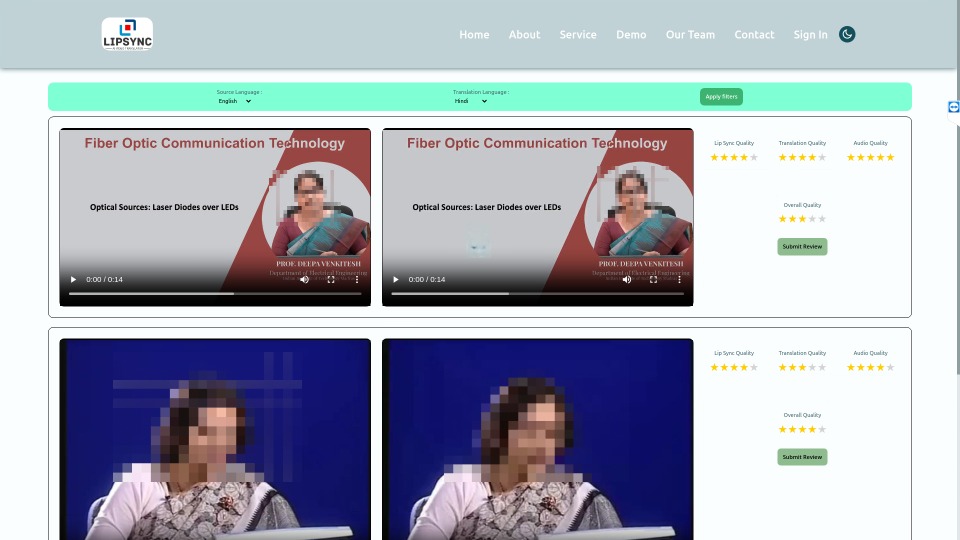 LIPSYNC
Home About Service Demo Our Team Contact Sign In
Source Language :
English
Translation Language :
Hindi
Apply filters
Fiber Optic Communication Technology
Optical Sources: Laser Diodes over LEDs
PROF. DEEPA VENKITESH
Department of Electrical Engineering
0:00 / 0:14
Fiber Optic Communication Technology
Optical Sources: Laser Diodes over LEDs
PROF. DEEPA VENKITESH
Department of Electrical Engineering
0:00 / 0:14
Lip Sync Quality
Translation Quality
Audio Quality
Overall Quality
Submit Review
Lip Sync Quality
Translation Quality
Audio Quality
Overall Quality
Submit Review